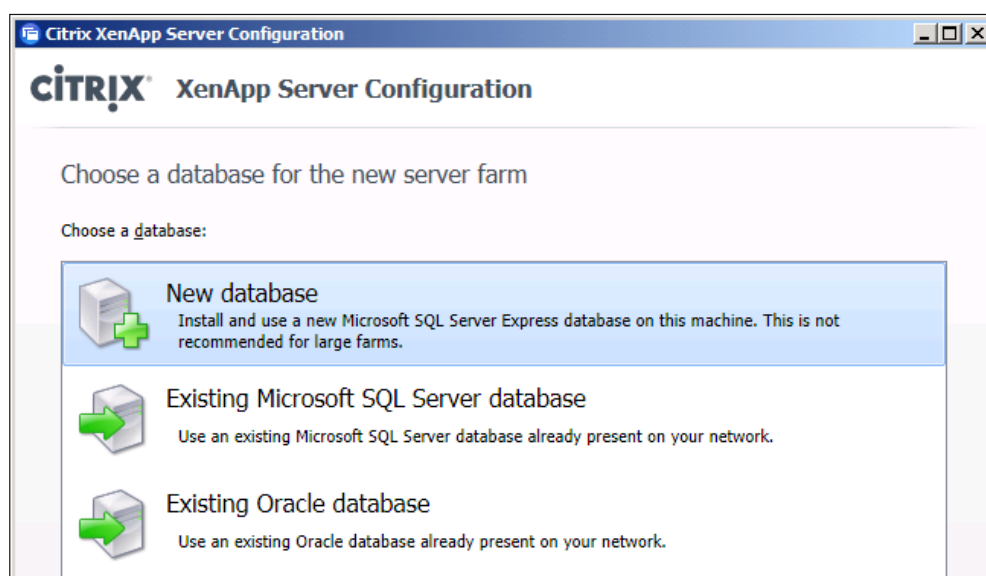 Citrix XenApp Server Configuration
CİTRIX® XenApp Server Configuration
Choose a database for the new server farm
Choose a database:
New database
Install and use a new Microsoft SQL Server Express database on this machine. This is not
recommended for large farms.
Existing Microsoft SQL Server database
Use an existing Microsoft SQL Server database already present on your network.
Existing Oracle database
Use an existing Oracle database already present on your network.